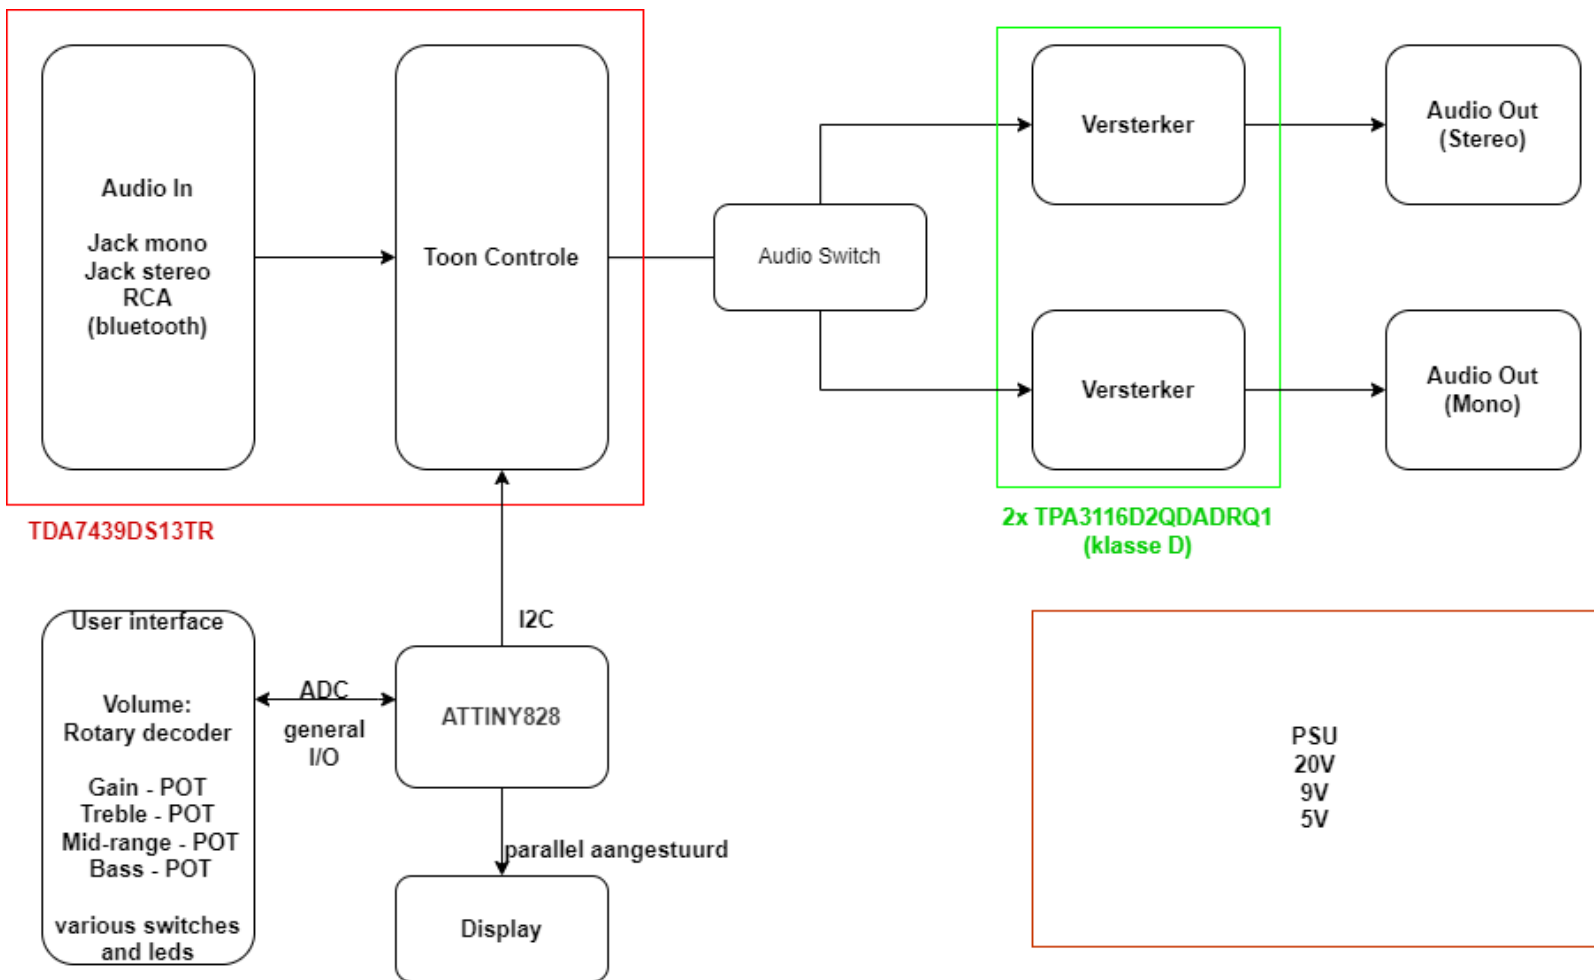 Audio In
Jack mono
Jack stereo
RCA
(bluetooth)
Toon Controle
TDA7439DS13TR
Audio Switch
Versterker
Audio Out
(Stereo)
Versterker
Audio Out
(Mono)
2x TPA3116D2QDADRQ1
(klasse D)
User interface
Volume:
Rotary decoder
Gain - POT
Treble - POT
Mid-range - POT
Bass - POT
various switches
and leds
ADC
general
I/O
I2C
ATTINY828
parallel aangestuurd
Display
PSU
20V
9V
5V